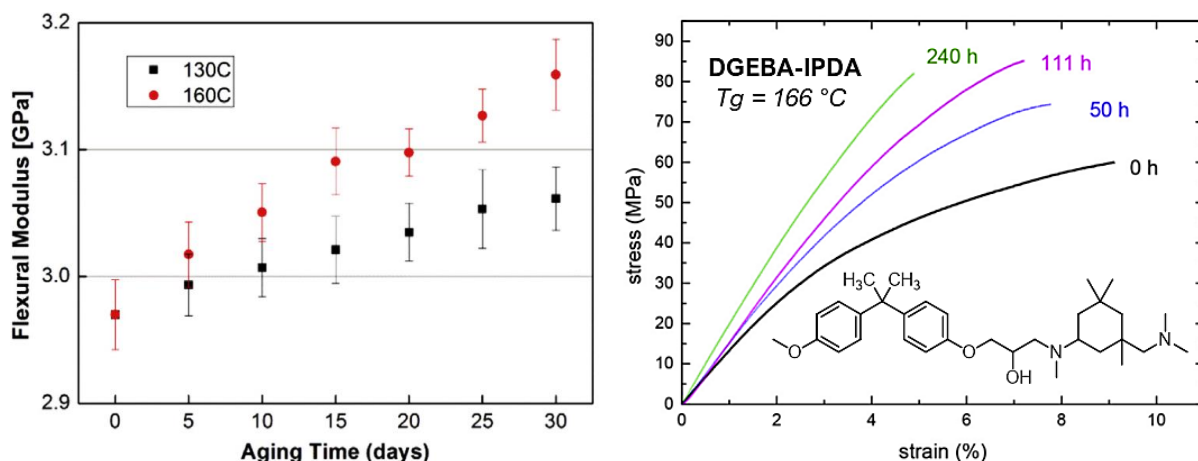 3.2
3.1
3.0
2.9
Flexural Modulus [GPa]
130C
160C
0 5 10 15 20 25 30
Aging Time (days)
90
80
70
60
50
40
30
20
10
0
stress (MPa)
DGEBA-IPDA
Tg = 166 °C
240 h
111 h
50 h
0 h
H₃C CH₃
O
O
OH
N
N
0 2 4 6 8 10
strain (%)